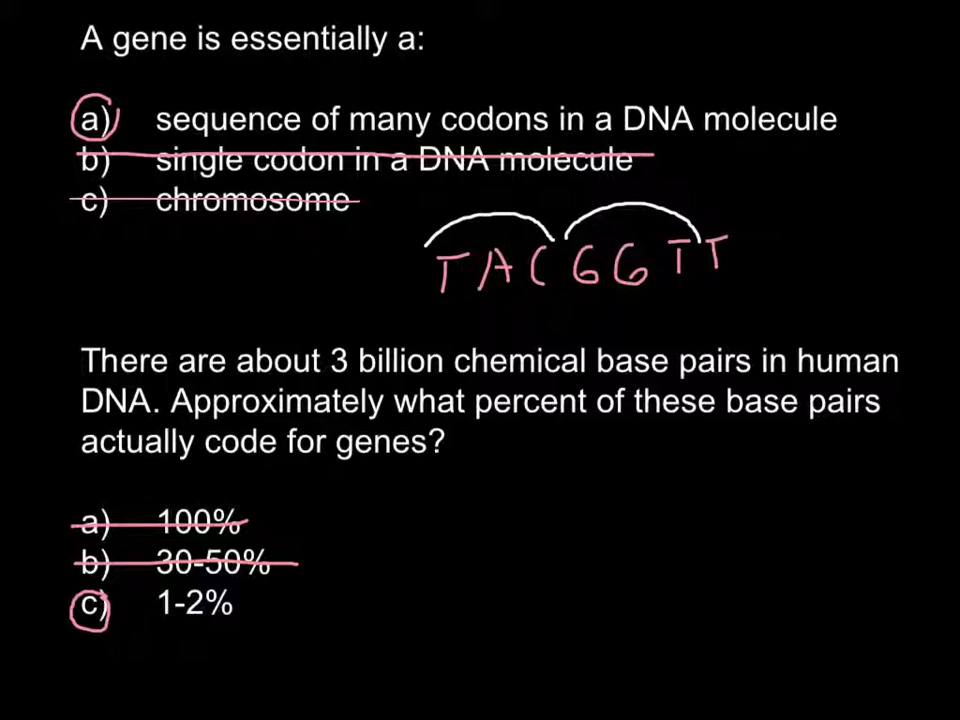 A gene is essentially a:
a) sequence of many codons in a DNA molecule
b) single codon in a DNA molecule
c) chromosome
TAC GGTT
There are about 3 billion chemical base pairs in human
DNA. Approximately what percent of these base pairs
actually code for genes?
a) 100%
b) 30-50%
c) 1-2%